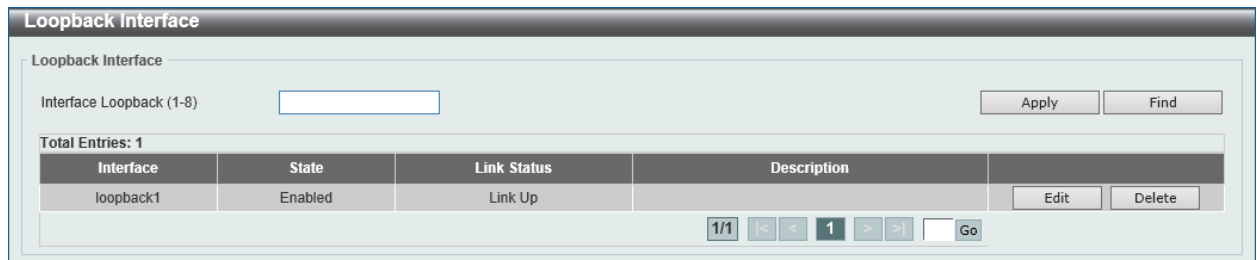 Loopback Interface
Loopback Interface
Interface Loopback (1-8) Apply Find
Total Entries: 1
Interface State Link Status Description
loopback1 Enabled Link Up Edit Delete
1/1 |< < 1 > >| Go